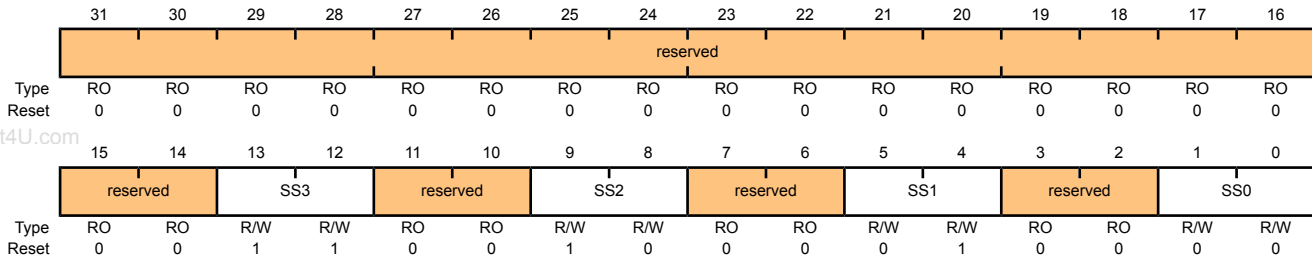 31 30 29 28 27 26 25 24 23 22 21 20 19 18 17 16
reserved
Type RO RO RO RO RO RO RO RO RO RO RO RO RO RO RO RO
Reset 0 0 0 0 0 0 0 0 0 0 0 0 0 0 0 0
t4U.com
15 14 13 12 11 10 9 8 7 6 5 4 3 2 1 0
reserved SS3 reserved SS2 reserved SS1 reserved SS0
Type RO RO R/W R/W RO RO R/W R/W RO RO R/W R/W RO RO R/W R/W
Reset 0 0 1 1 0 0 1 0 0 0 0 1 0 0 0 0